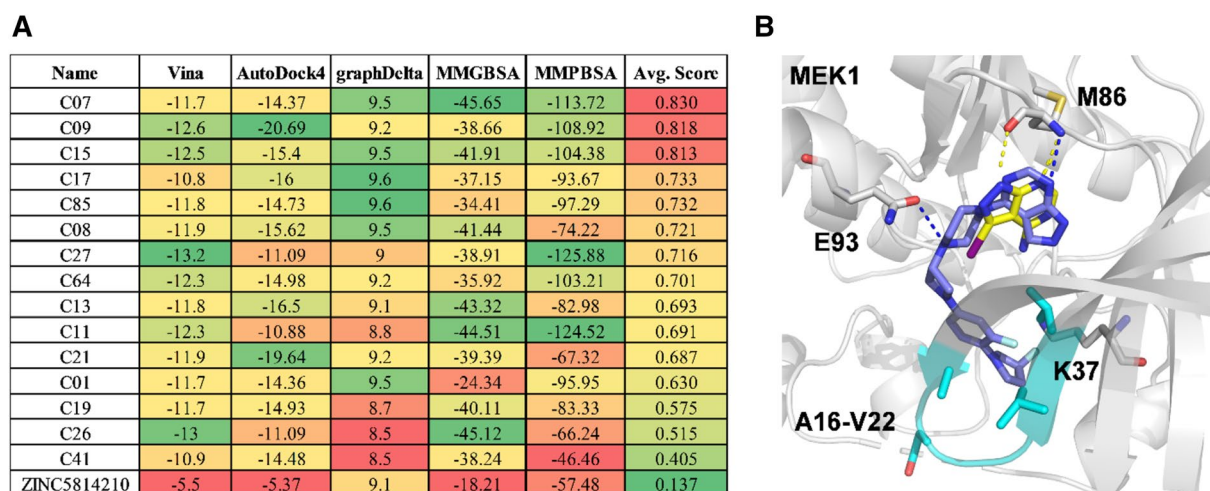 A
Name Vina AutoDock4 graphDelta MMGBSA MMPBSA Avg. Score
C07 -11.7 -14.37 9.5 -45.65 -113.72 0.830
C09 -12.6 -20.69 9.2 -38.66 -108.92 0.818
C15 -12.5 -15.4 9.5 -41.91 -104.38 0.813
C17 -10.8 -16 9.6 -37.15 -93.67 0.733
C85 -11.8 -14.73 9.6 -34.41 -97.29 0.732
C08 -11.9 -15.62 9.5 -41.44 -74.22 0.721
C27 -13.2 -11.09 9 -38.91 -125.88 0.716
C64 -12.3 -14.98 9.2 -35.92 -103.21 0.701
C13 -11.8 -16.5 9.1 -43.32 -82.98 0.693
C11 -12.3 -10.88 8.8 -44.51 -124.52 0.691
C21 -11.9 -19.64 9.2 -39.39 -67.32 0.687
C01 -11.7 -14.36 9.5 -24.34 -95.95 0.630
C19 -11.7 -14.93 8.7 -40.11 -83.33 0.575
C26 -13 -11.09 8.5 -45.12 -66.24 0.515
C41 -10.9 -14.48 8.5 -38.24 -46.46 0.405
ZINC5814210 -5.5 -5.37 9.1 -18.21 -57.48 0.137
B
MEK1
M86
E93
K37
A16-V22